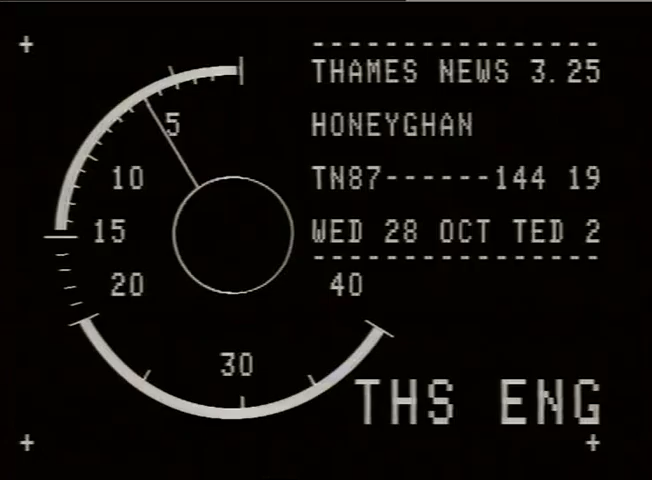 THAMES NEWS 3.25
HONEYGHAN
TN87------144 19
WED 28 OCT TED 2
5
10
15
20
40
30
THS ENG